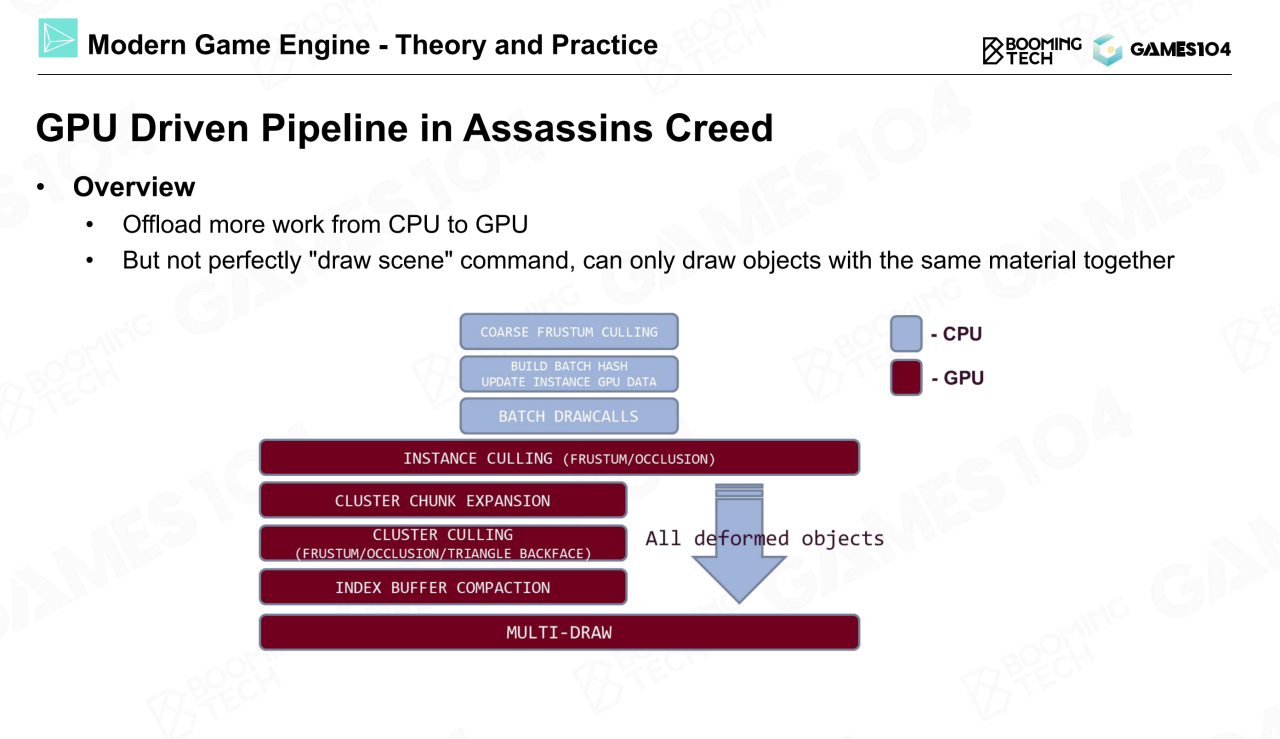 Modern Game Engine - Theory and Practice
BOOMING TECH
GAMES104
GPU Driven Pipeline in Assassins Creed
• Overview
• Offload more work from CPU to GPU
• But not perfectly "draw scene" command, can only draw objects with the same material together
COARSE FRUSTUM CULLING
- CPU
BUILD BATCH HASH
UPDATE INSTANCE GPU DATA
- GPU
BATCH DRAWCALLS
INSTANCE CULLING (FRUSTUM/OCCLUSION)
CLUSTER CHUNK EXPANSION
CLUSTER CULLING
(FRUSTUM/OCCLUSION/TRIANGLE BACKFACE)
All deformed objects
INDEX BUFFER COMPACTION
MULTI-DRAW